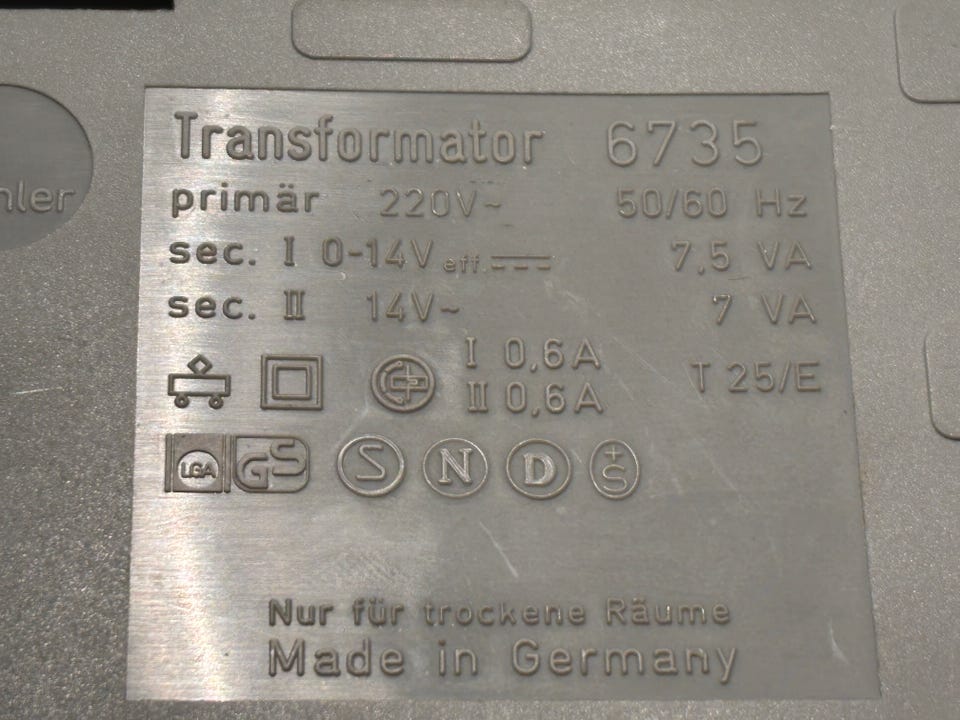 Transformator 6735
primär 220V~ 50/60 Hz
sec. I 0-14V eff. ⎓ 7,5 VA
sec. II 14V~ 7 VA
I 0,6A
II 0,6A
T 25/E
LGA GS S N D +S
Nur für trockene Räume
Made in Germany